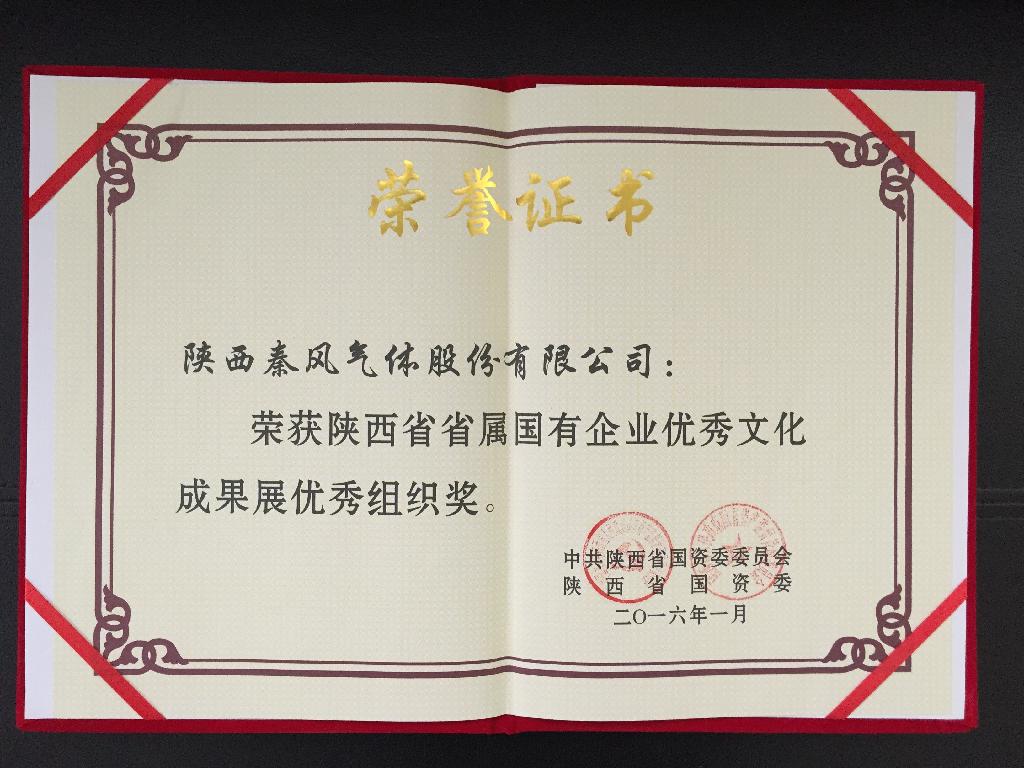 荣誉证书
陕西秦风气体股份有限公司：
荣获陕西省省属国有企业优秀文化
成果展优秀组织奖。
中共陕西省国资委委员会
陕西省国资委
二〇一六年一月